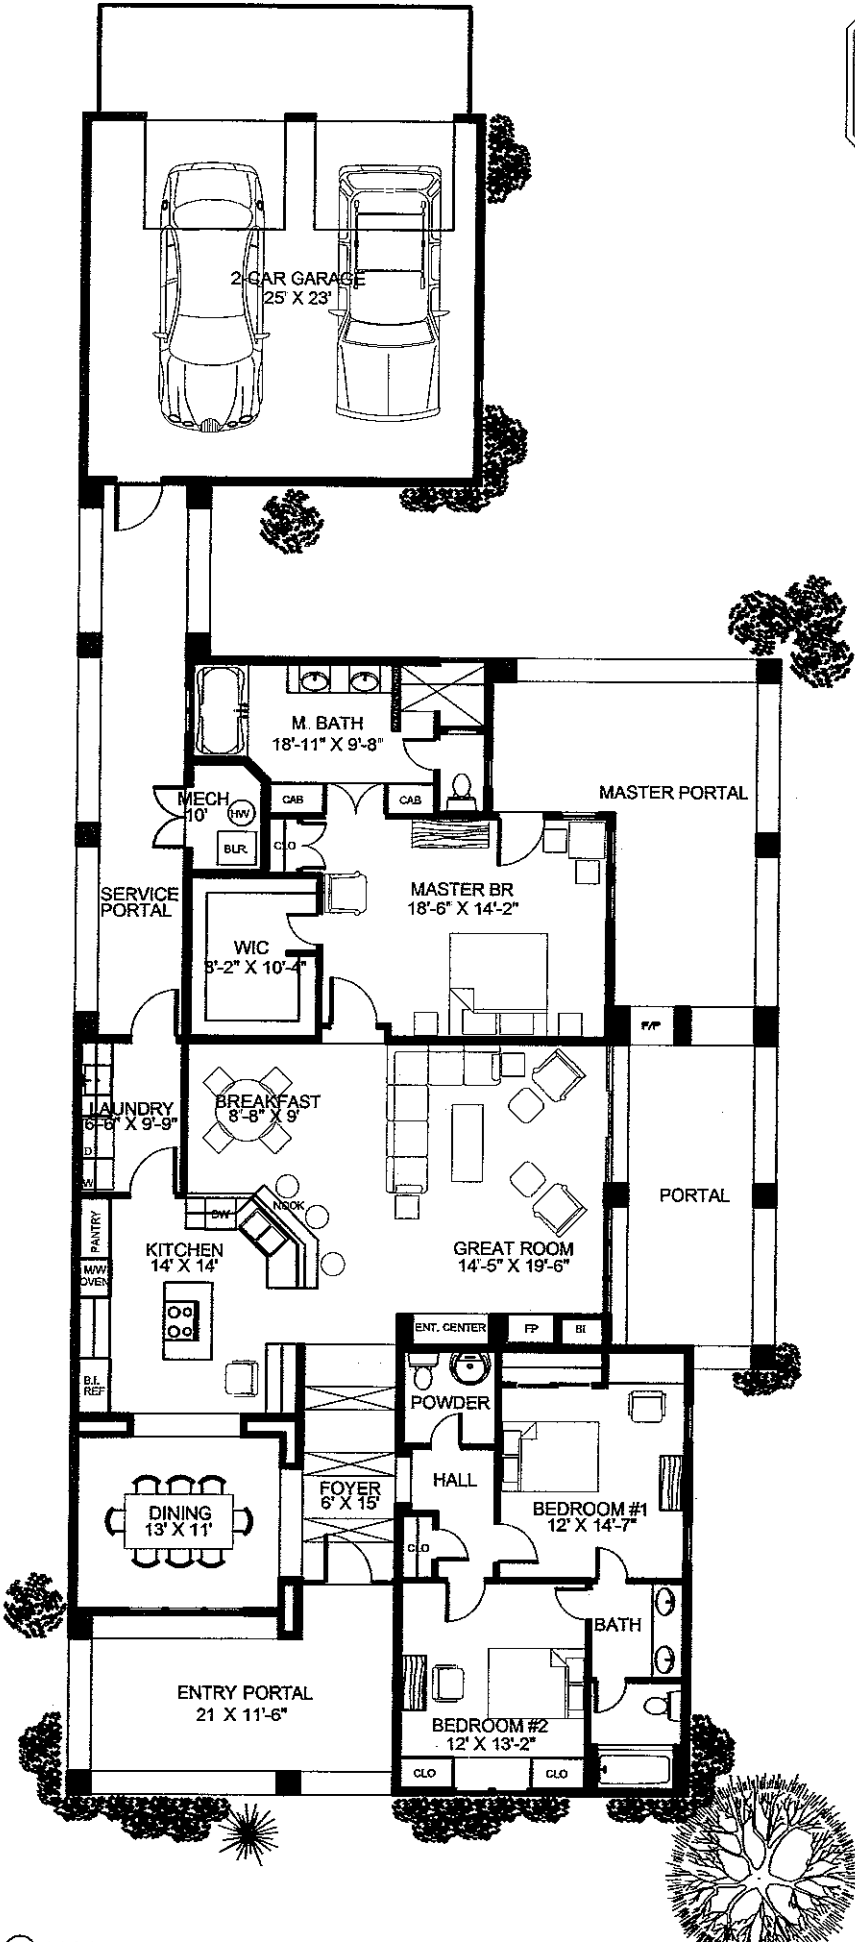 2-CAR GARAGE
25' X 23'
M. BATH
18'-11" X 9'-8"
MASTER PORTAL
MECH
10'
HW
BLR.
CAB
CAB
CLO
SERVICE
PORTAL
MASTER BR
18'-6" X 14'-2"
WIC
8'-2" X 10'-4"
F/P
LAUNDRY
6'-6" X 9'-9"
D
W
BREAKFAST
8'-8" X 9'
NOOK
DW
PORTAL
PANTRY
KITCHEN
14' X 14'
M/W
OVEN
GREAT ROOM
14'-5" X 19'-6"
ENT. CENTER
FP
BI
B.I.
REF
POWDER
HALL
FOYER
6' X 15'
DINING
13' X 11'
BEDROOM #1
12' X 14'-7"
CLO
BATH
ENTRY PORTAL
21 X 11'-6"
BEDROOM #2
12' X 13'-2"
CLO
CLO